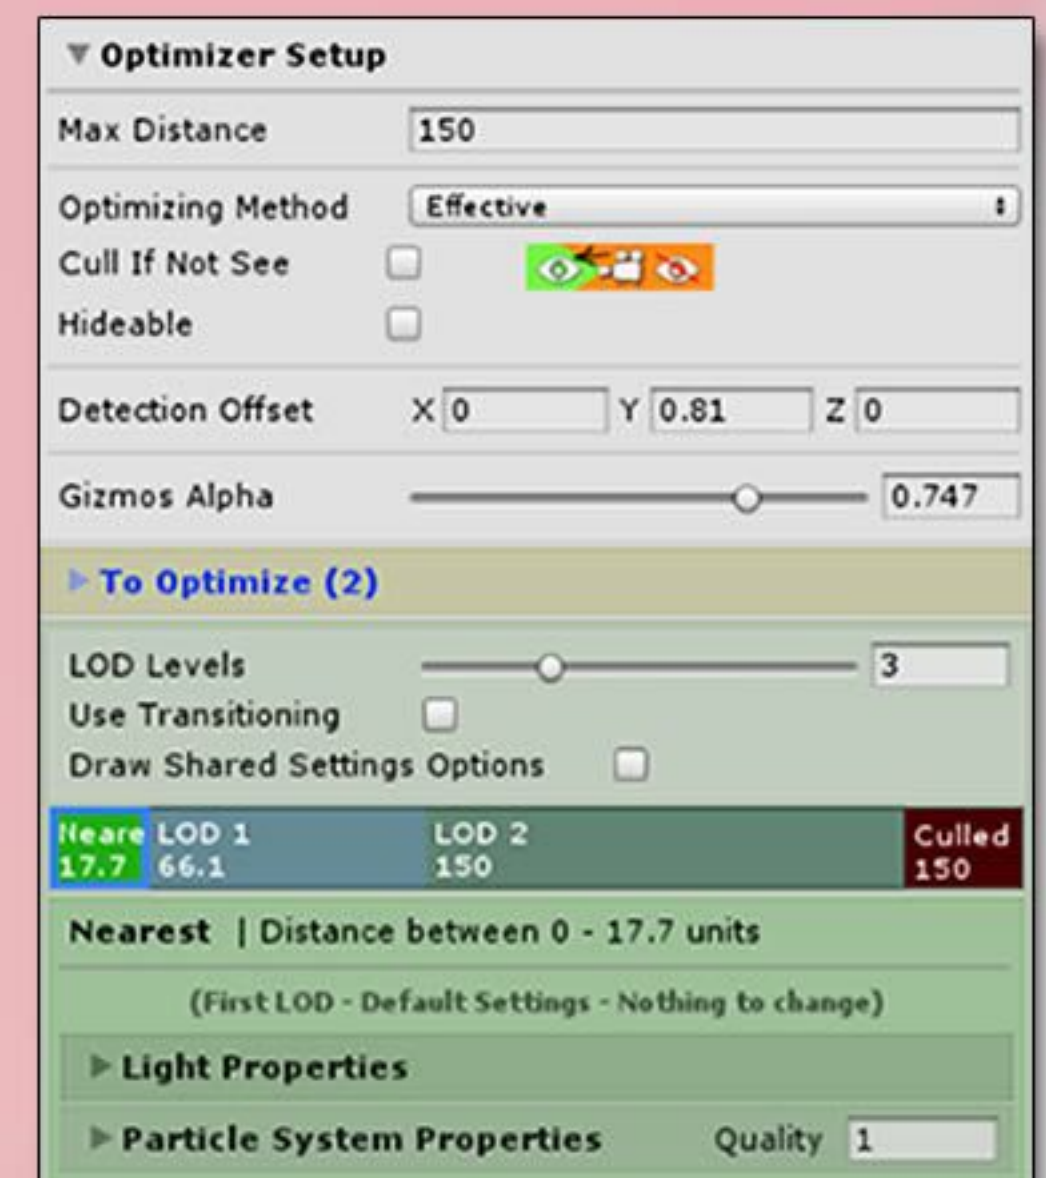 Optimizer Setup
Max Distance 150
Optimizing Method Effective
Cull If Not See
Hideable
Detection Offset X 0 Y 0.81 Z 0
Gizmos Alpha 0.747
To Optimize (2)
LOD Levels 3
Use Transitioning
Draw Shared Settings Options
Neare LOD 1 LOD 2 Culled
17.7 66.1 150 150
Nearest | Distance between 0 - 17.7 units
(First LOD - Default Settings - Nothing to change)
Light Properties
Particle System Properties Quality 1